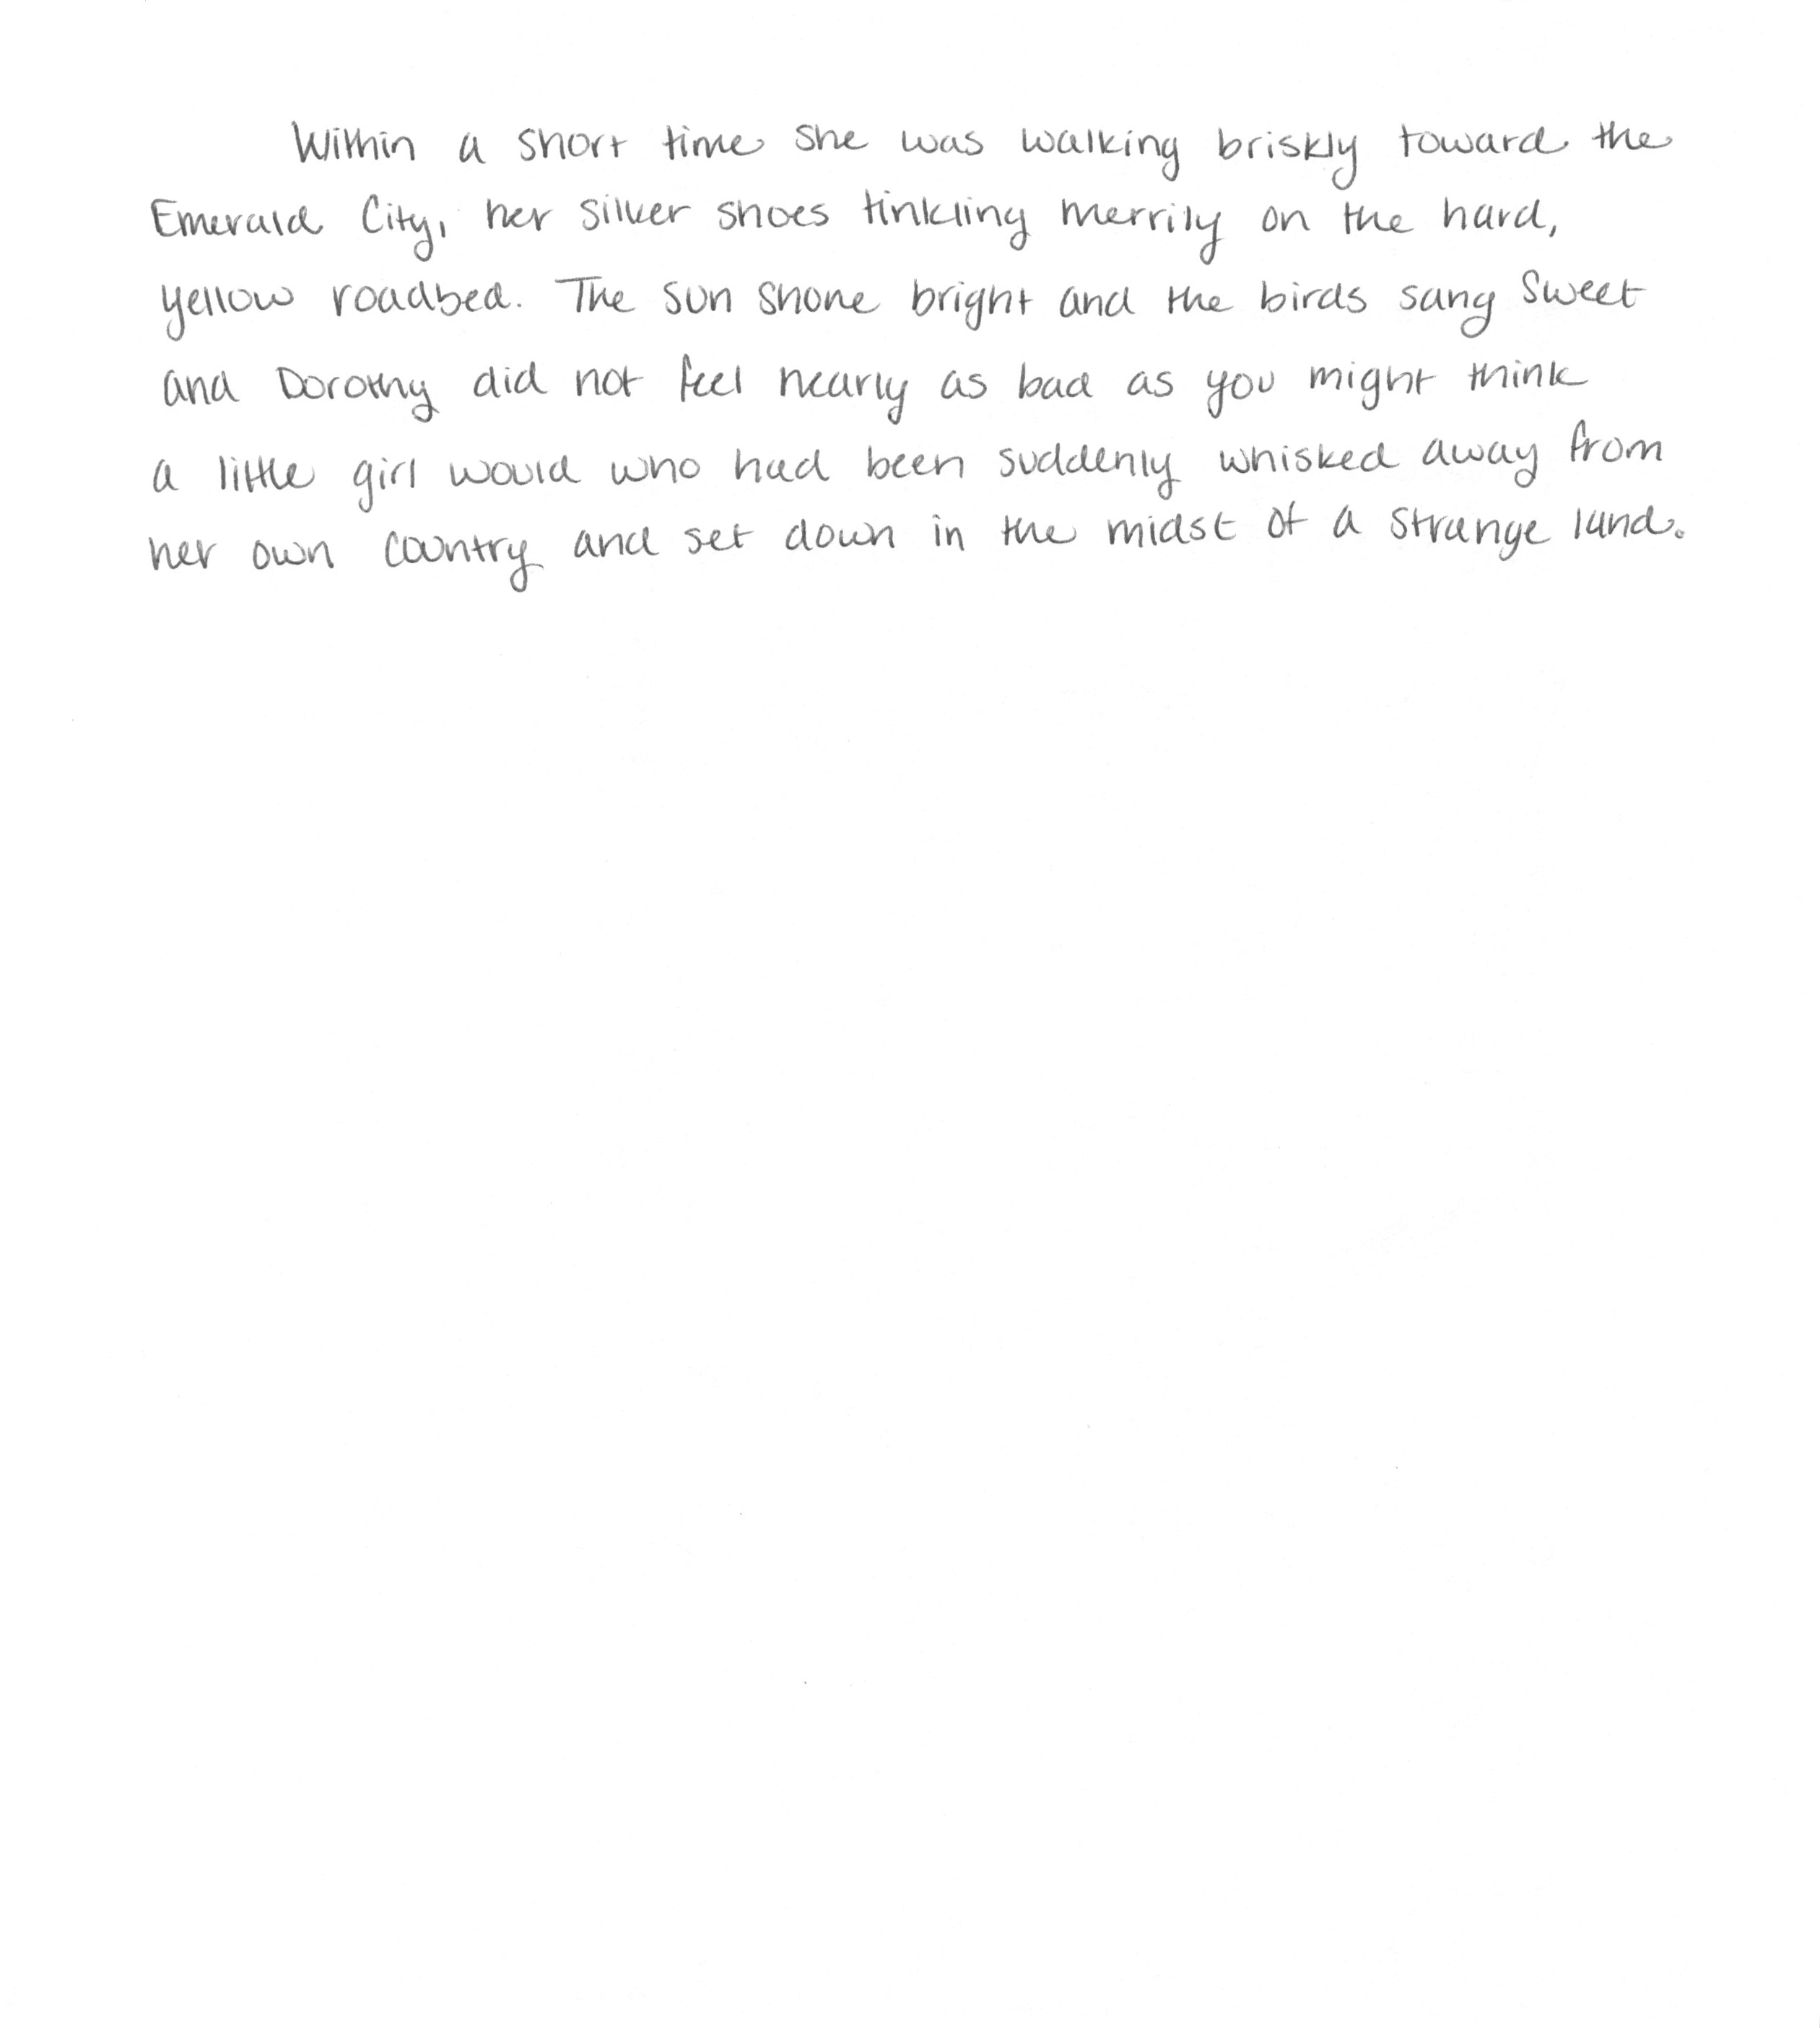 Within a short time she was walking briskly toward the
Emerald City, her silver shoes tinkling merrily on the hard,
yellow roadbed. The sun shone bright and the birds sang sweet
and Dorothy did not feel nearly as bad as you might think
a little girl would who had been suddenly whisked away from
her own country and set down in the midst of a strange land.